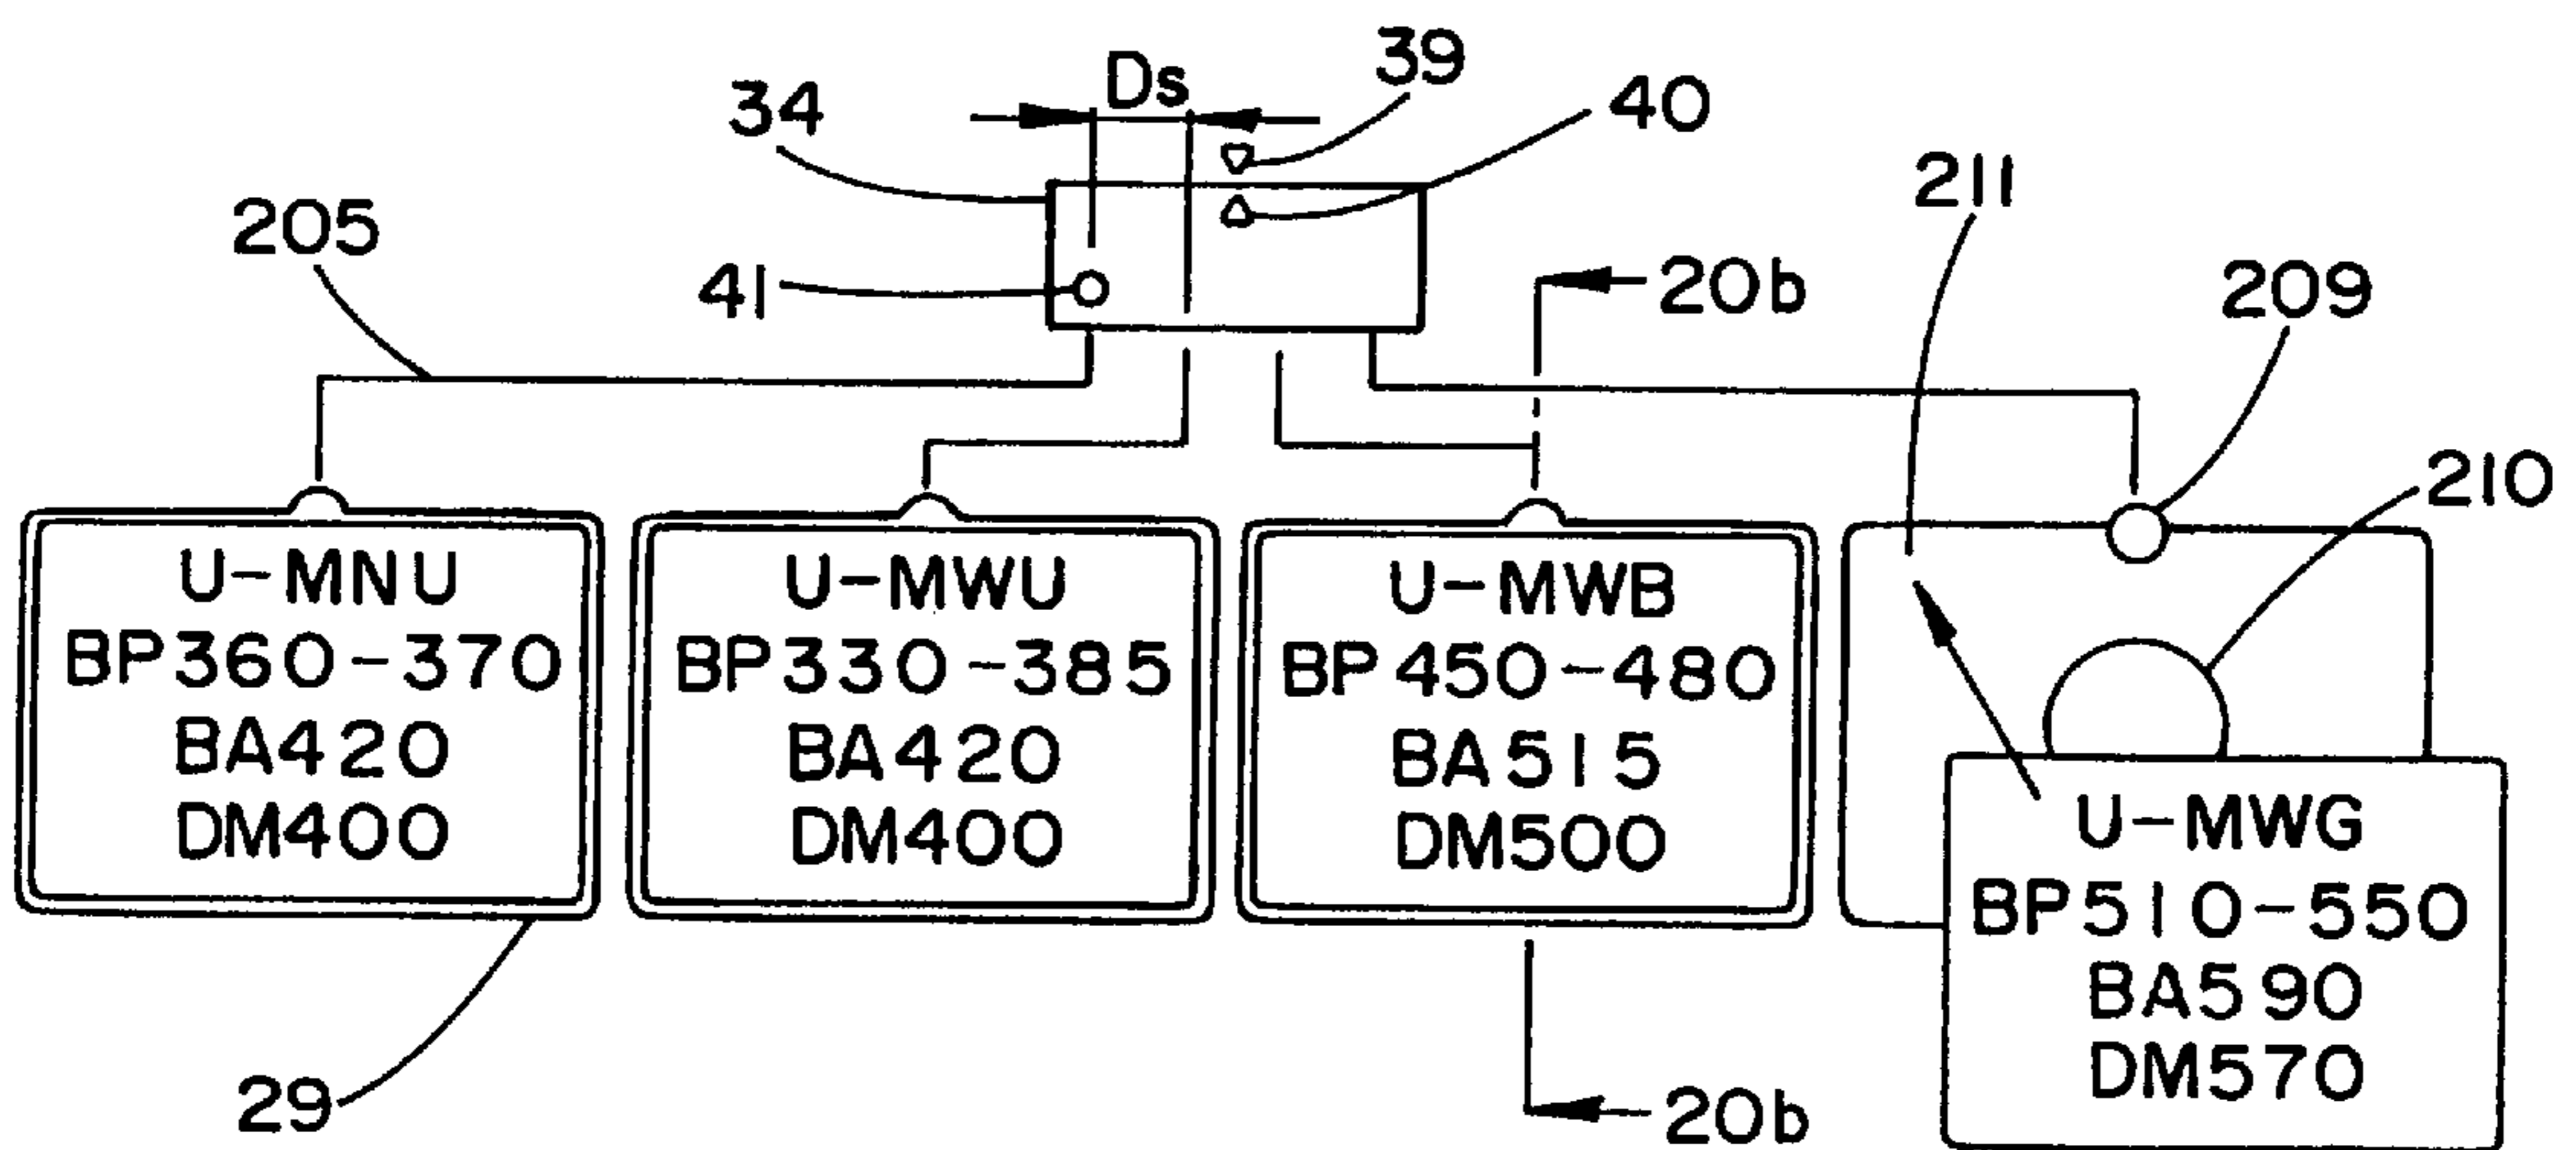 39
Ds
34
40
211
205
41
20b
209
210
U-MNU
BP360-370
BA420
DM400
U-MWU
BP330-385
BA420
DM400
U-MWB
BP450-480
BA515
DM500
U-MWG
BP510-550
BA590
DM570
29
20b